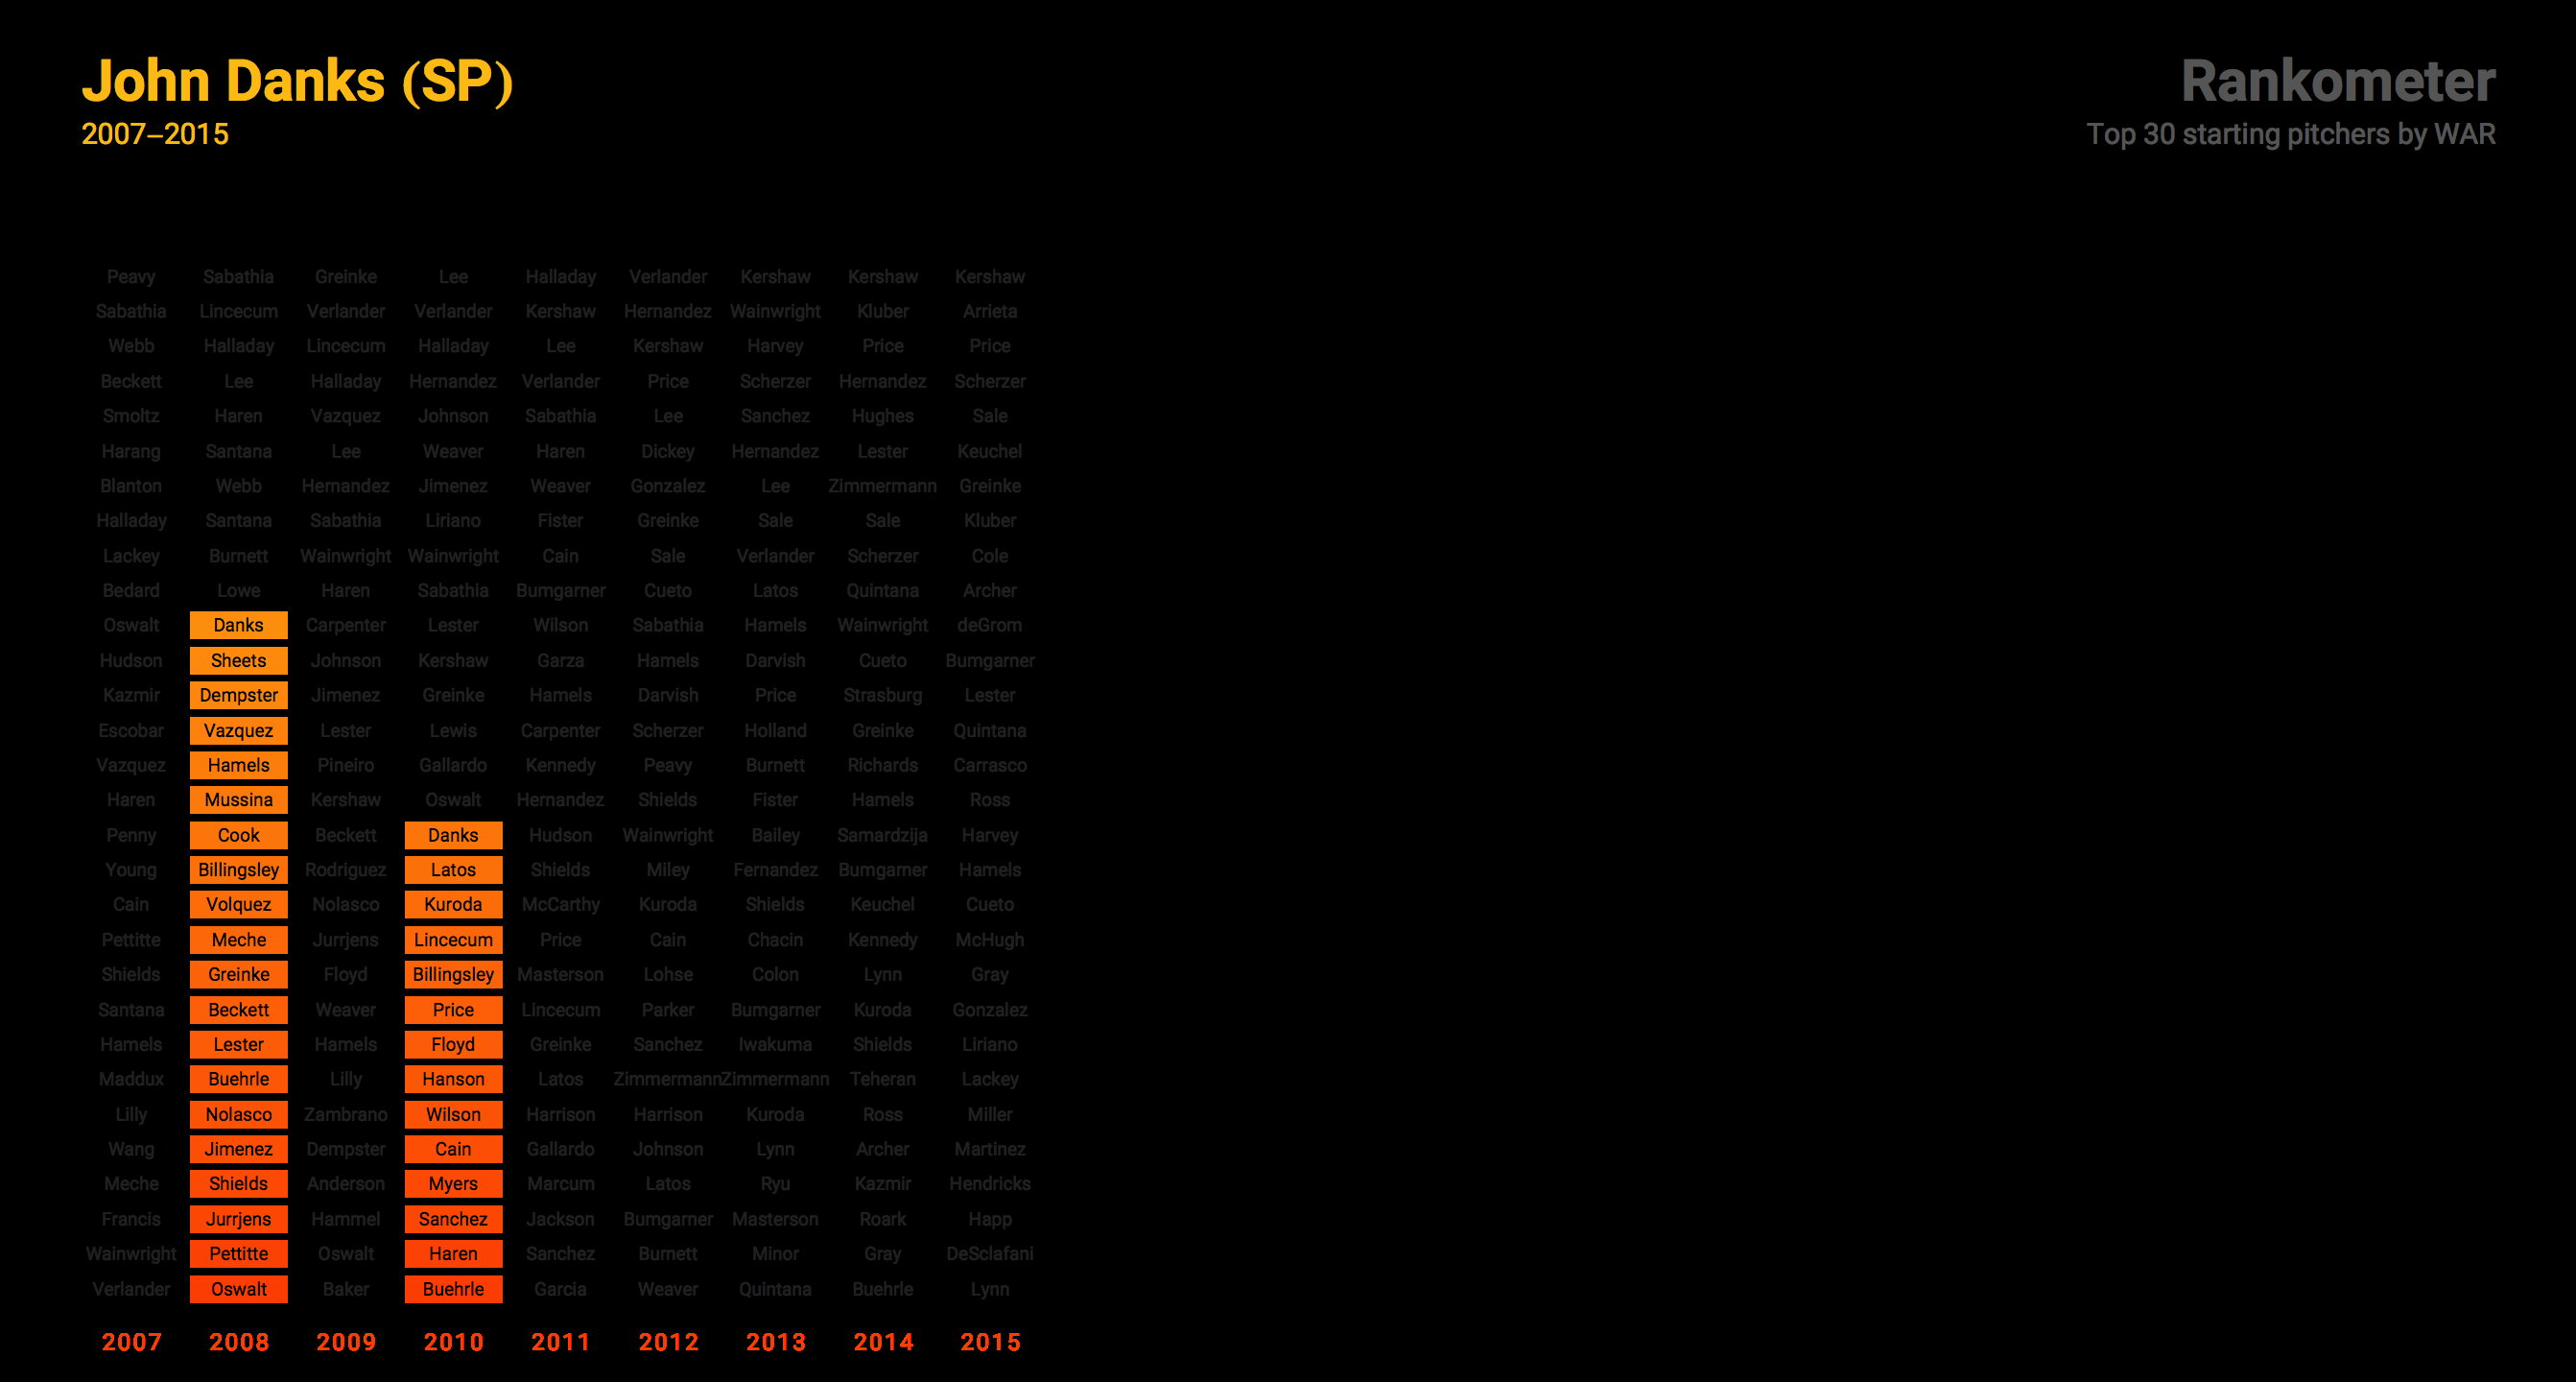 John Danks (SP)
2007–2015
Rankometer
Top 30 starting pitchers by WAR
Peavy Sabathia Greinke Lee Halladay Verlander Kershaw Kershaw Kershaw
Sabathia Lincecum Verlander Verlander Kershaw Hernandez Wainwright Kluber Arrieta
Webb Halladay Lincecum Halladay Lee Kershaw Harvey Price Price
Beckett Lee Halladay Hernandez Verlander Price Scherzer Hernandez Scherzer
Smoltz Haren Vazquez Johnson Sabathia Lee Sanchez Hughes Sale
Harang Santana Lee Weaver Haren Dickey Hernandez Lester Keuchel
Blanton Webb Hernandez Jimenez Weaver Gonzalez Lee Zimmermann Greinke
Halladay Santana Sabathia Liriano Fister Greinke Sale Sale Kluber
Lackey Burnett Wainwright Wainwright Cain Sale Verlander Scherzer Cole
Bedard Lowe Haren Sabathia Bumgarner Cueto Latos Quintana Archer
Oswalt Danks Carpenter Lester Wilson Sabathia Hamels Wainwright deGrom
Hudson Sheets Johnson Kershaw Garza Hamels Darvish Cueto Bumgarner
Kazmir Dempster Jimenez Greinke Hamels Darvish Price Strasburg Lester
Escobar Vazquez Lester Lewis Carpenter Scherzer Holland Greinke Quintana
Vazquez Hamels Pineiro Gallardo Kennedy Peavy Burnett Richards Carrasco
Haren Mussina Kershaw Oswalt Hernandez Shields Fister Hamels Ross
Penny Cook Beckett Danks Hudson Wainwright Bailey Samardzija Harvey
Young Billingsley Rodriguez Latos Shields Miley Fernandez Bumgarner Hamels
Cain Volquez Nolasco Kuroda McCarthy Kuroda Shields Keuchel Cueto
Pettitte Meche Jurrjens Lincecum Price Cain Chacin Kennedy McHugh
Shields Greinke Floyd Billingsley Masterson Lohse Colon Lynn Gray
Santana Beckett Weaver Price Lincecum Parker Bumgarner Kuroda Gonzalez
Hamels Lester Hamels Floyd Greinke Sanchez Iwakuma Shields Liriano
Maddux Buehrle Lilly Hanson Latos Zimmermann Zimmermann Teheran Lackey
Lilly Nolasco Zambrano Wilson Harrison Harrison Kuroda Ross Miller
Wang Jimenez Dempster Cain Gallardo Johnson Lynn Archer Martinez
Meche Shields Anderson Myers Marcum Latos Ryu Kazmir Hendricks
Francis Jurrjens Hammel Sanchez Jackson Bumgarner Masterson Roark Happ
Wainwright Pettitte Oswalt Haren Sanchez Burnett Minor Gray DeSclafani
Verlander Oswalt Baker Buehrle Garcia Weaver Quintana Buehrle Lynn
2007 2008 2009 2010 2011 2012 2013 2014 2015